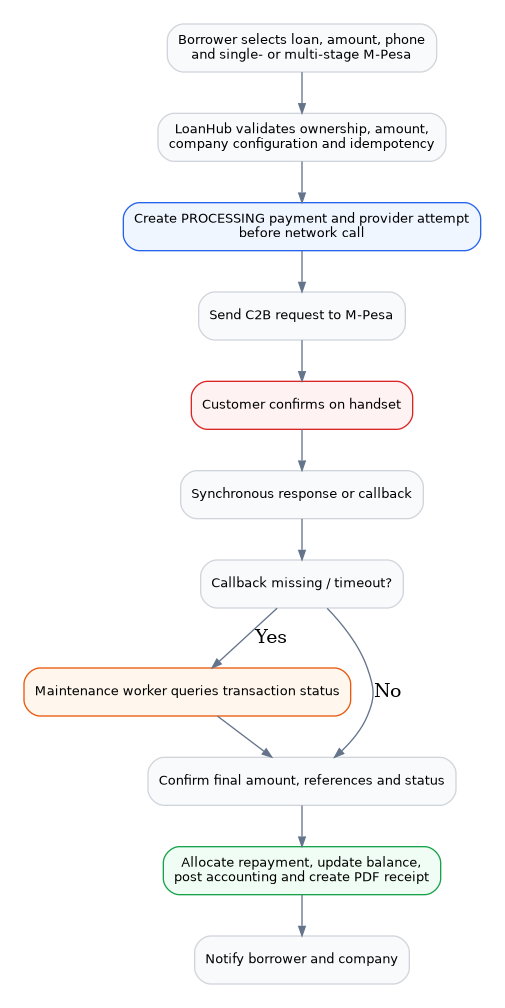 Borrower selects loan, amount, phone
and single- or multi-stage M-Pesa
LoanHub validates ownership, amount,
company configuration and idempotency
Create PROCESSING payment and provider attempt
before network call
Send C2B request to M-Pesa
Customer confirms on handset
Synchronous response or callback
Callback missing / timeout?
Yes
Maintenance worker queries transaction status
No
Confirm final amount, references and status
Allocate repayment, update balance,
post accounting and create PDF receipt
Notify borrower and company